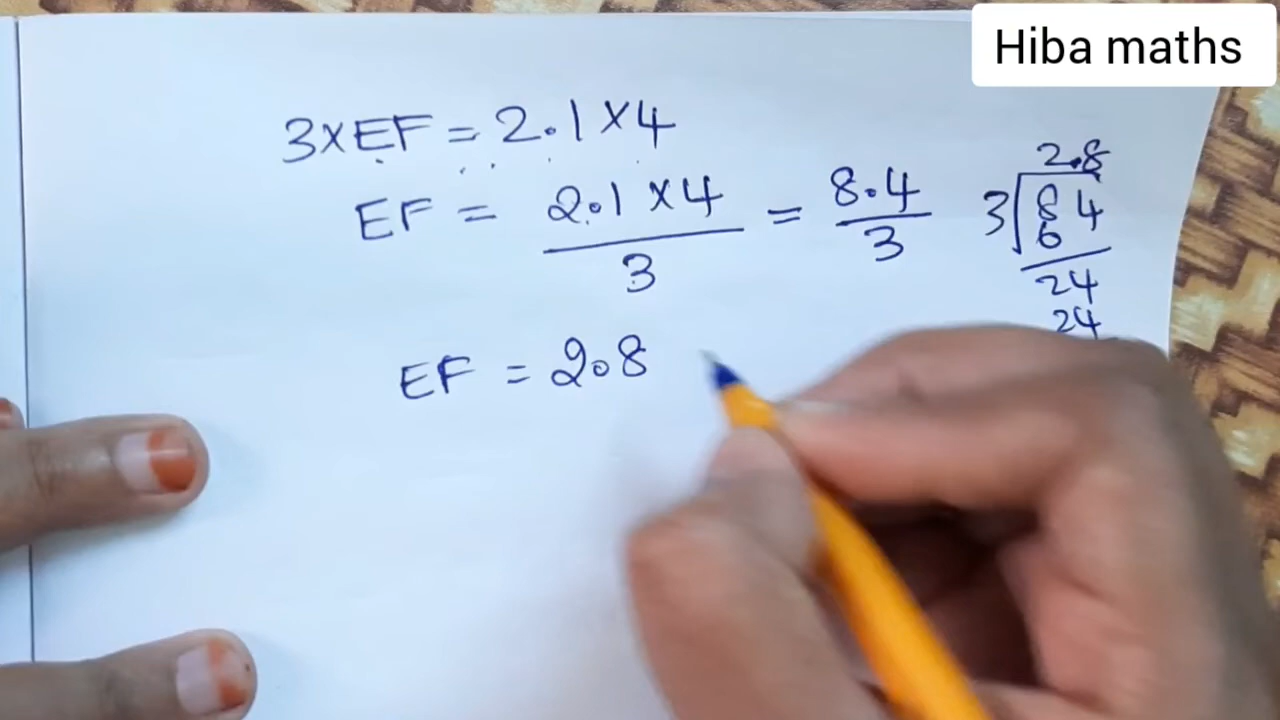 Hiba maths
3×EF = 2.1×4
EF = 2.1×4/3 = 8.4/3
2.8
3 84
6
24
24
EF = 2.8